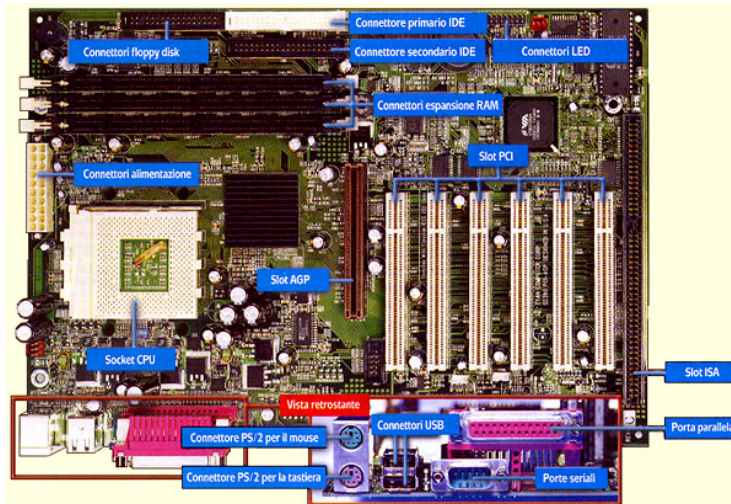 Connettore primario IDE
Connettori floppy disk
Connettore secondario IDE
Connettori LED
Connettori espansione RAM
VIA
Slot PCI
Connettori alimentazione
Slot AGP
Socket CPU
Slot ISA
Vista retrostante
Connettori USB
Connettore PS/2 per il mouse
Porta parallela
Connettore PS/2 per la tastiera
Porte seriali